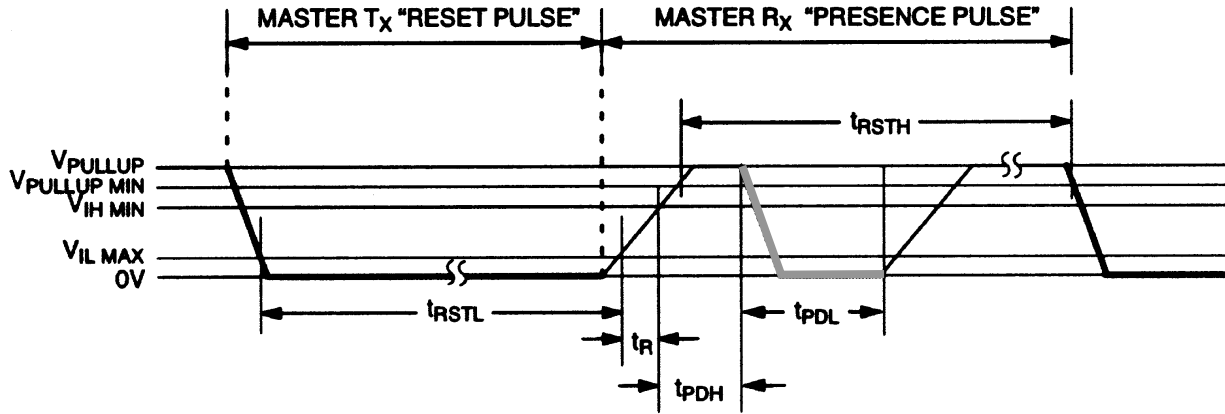 MASTER TX “RESET PULSE” MASTER RX “PRESENCE PULSE”
tRSTH
VPULLUP
VPULLUP MIN
VIH MIN
VIL MAX
0V
tRSTL
tPDL
tR
tPDH